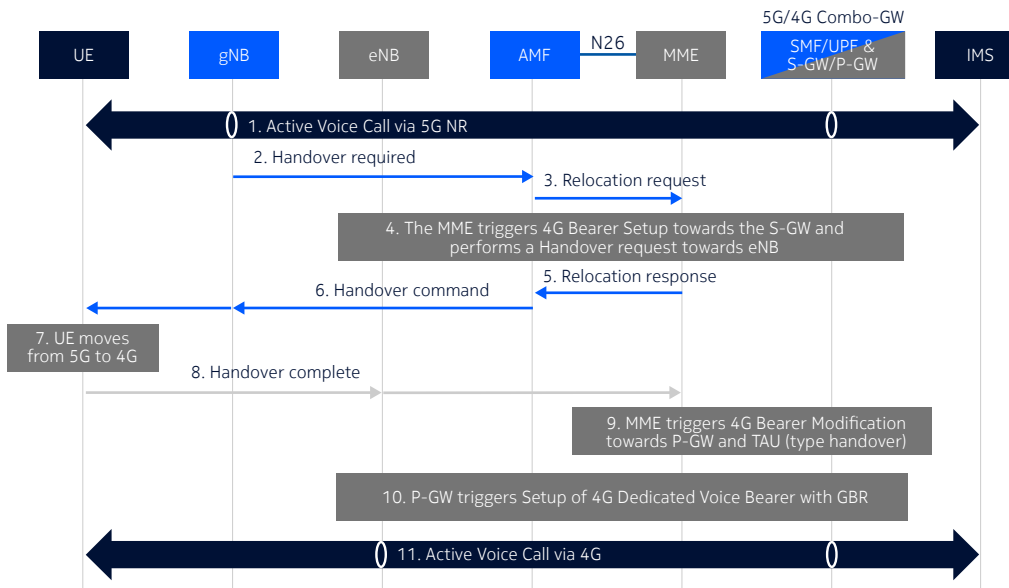 5G/4G Combo-GW
UE
gNB
eNB
AMF
N26
MME
SMF/UPF &
S-GW/P-GW
IMS
1. Active Voice Call via 5G NR
2. Handover required
3. Relocation request
4. The MME triggers 4G Bearer Setup towards the S-GW and
performs a Handover request towards eNB
5. Relocation response
6. Handover command
7. UE moves
from 5G to 4G
8. Handover complete
9. MME triggers 4G Bearer Modification
towards P-GW and TAU (type handover)
10. P-GW triggers Setup of 4G Dedicated Voice Bearer with GBR
11. Active Voice Call via 4G